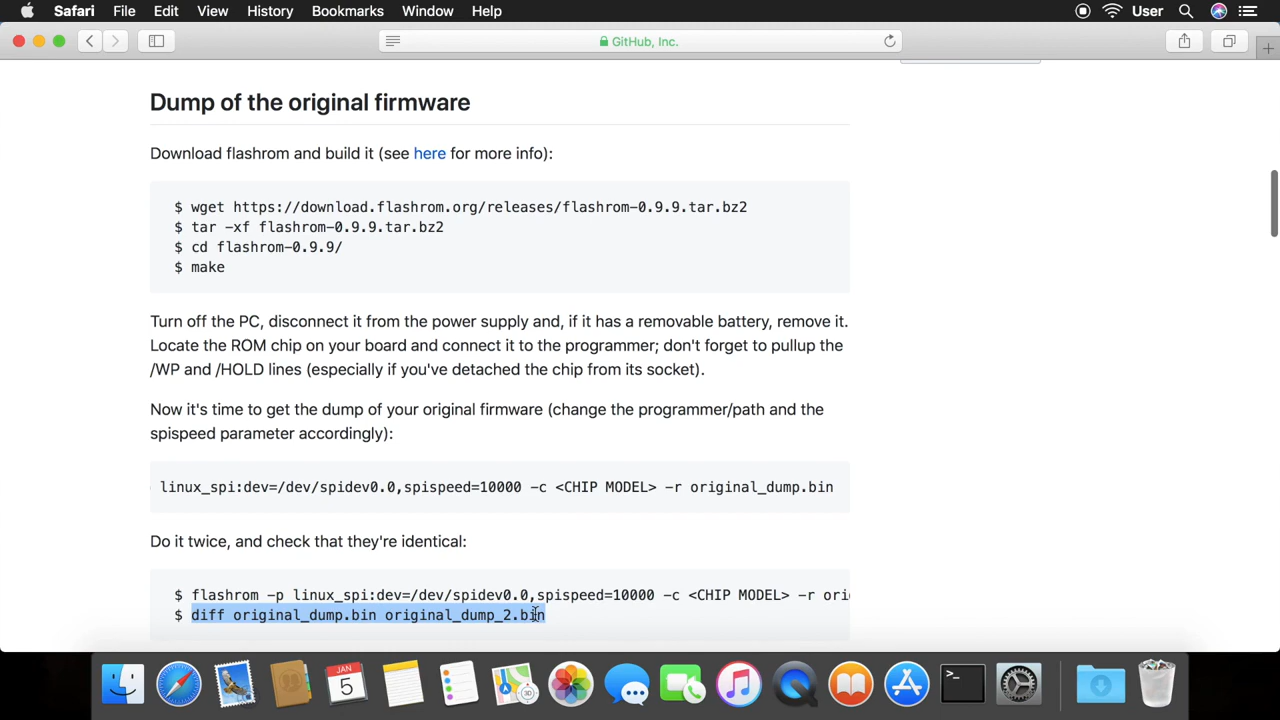 Safari File Edit View History Bookmarks Window Help User
GitHub, Inc.
Dump of the original firmware
Download flashrom and build it (see here for more info):
$ wget https://download.flashrom.org/releases/flashrom-0.9.9.tar.bz2
$ tar -xf flashrom-0.9.9.tar.bz2
$ cd flashrom-0.9.9/
$ make
Turn off the PC, disconnect it from the power supply and, if it has a removable battery, remove it.
Locate the ROM chip on your board and connect it to the programmer; don't forget to pullup the
/WP and /HOLD lines (especially if you've detached the chip from its socket).
Now it's time to get the dump of your original firmware (change the programmer/path and the
spispeed parameter accordingly):
linux_spi:dev=/dev/spidev0.0,spispeed=10000 -c <CHIP MODEL> -r original_dump.bin
Do it twice, and check that they're identical:
$ flashrom -p linux_spi:dev=/dev/spidev0.0,spispeed=10000 -c <CHIP MODEL> -r ori
$ diff original_dump.bin original_dump_2.bin
JAN
5
3D
>_